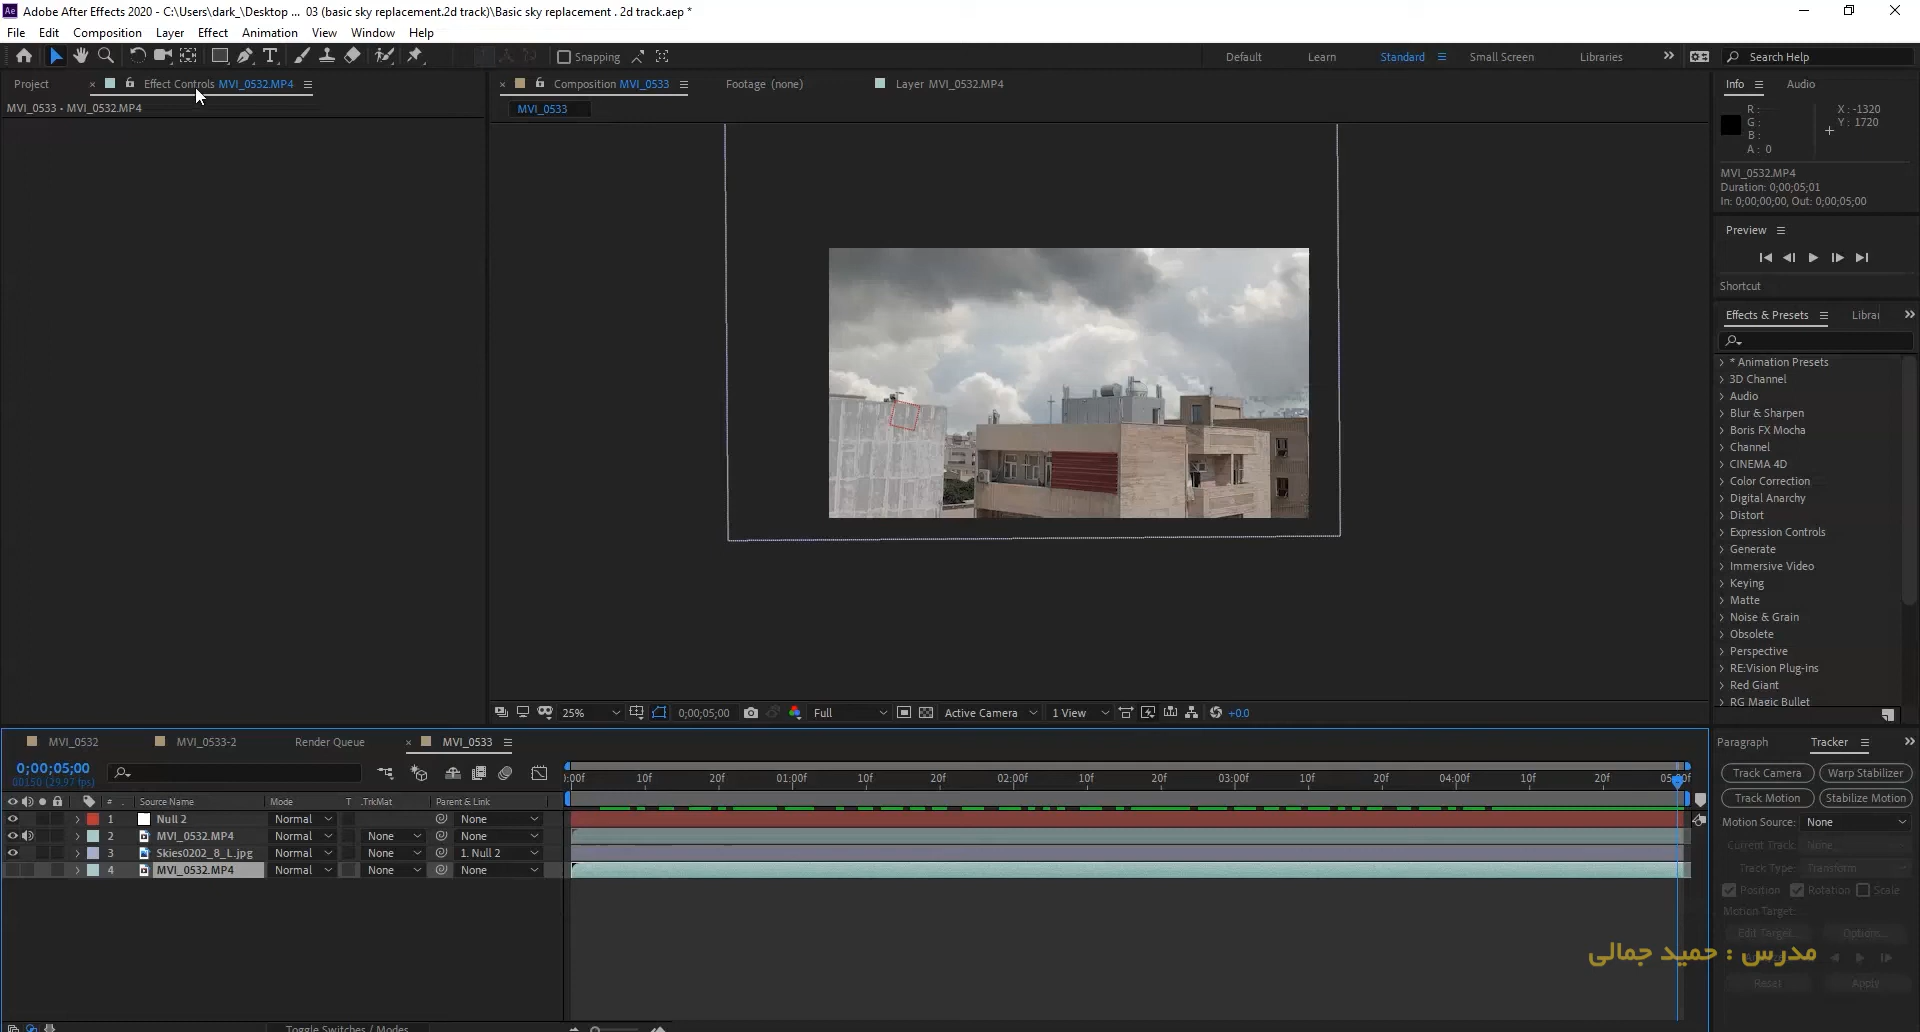 Adobe After Effects 2020 - C:\Users\dark_\Desktop ... 03 (basic sky replacement.2d track)\Basic sky replacement . 2d track.aep *
File Edit Composition Layer Effect Animation View Window Help
Snapping Default Learn Standard Small Screen Libraries Search Help
Project Effect Controls MVI_0532.MP4
MVI_0533 • MVI_0532.MP4
Composition MVI_0533 Footage (none) Layer MVI_0532.MP4
MVI_0533
Info Audio
R :
G :
B :
A : 0
X : -1320
Y : 1720
MVI_0532.MP4
Duration: 0;00;05;01
In: 0;00;00;00, Out: 0;00;05;00
Preview
Shortcut
Effects & Presets Librar
* Animation Presets
3D Channel
Audio
Blur & Sharpen
Boris FX Mocha
Channel
CINEMA 4D
Color Correction
Digital Anarchy
Distort
Expression Controls
Generate
Immersive Video
Keying
Matte
Noise & Grain
Obsolete
Perspective
RE:Vision Plug-ins
Red Giant
RG Magic Bullet
25% 0;00;05;00 Full Active Camera 1 View +0.0
MVI_0532 MVI_0533-2 Render Queue MVI_0533
0;00;05;00
00150 (29.97 fps)
:00f 10f 20f 01:00f 10f 20f 02:00f 10f 20f 03:00f 10f 20f 04:00f 10f 20f 05:00f
# Source Name Mode T .TrkMat Parent & Link
1 Null 2 Normal None
2 MVI_0532.MP4 Normal None None
3 Skies0202_8_L.jpg Normal None 1. Null 2
4 MVI_0532.MP4 Normal None None
Toggle Switches / Modes
Paragraph Tracker
Track Camera Warp Stabilizer
Track Motion Stabilize Motion
Motion Source: None
Current Track: None
Track Type: Transform
Position Rotation Scale
Motion Target:
Edit Target... Options...
مدرس : حمید جمالی
Reset Apply